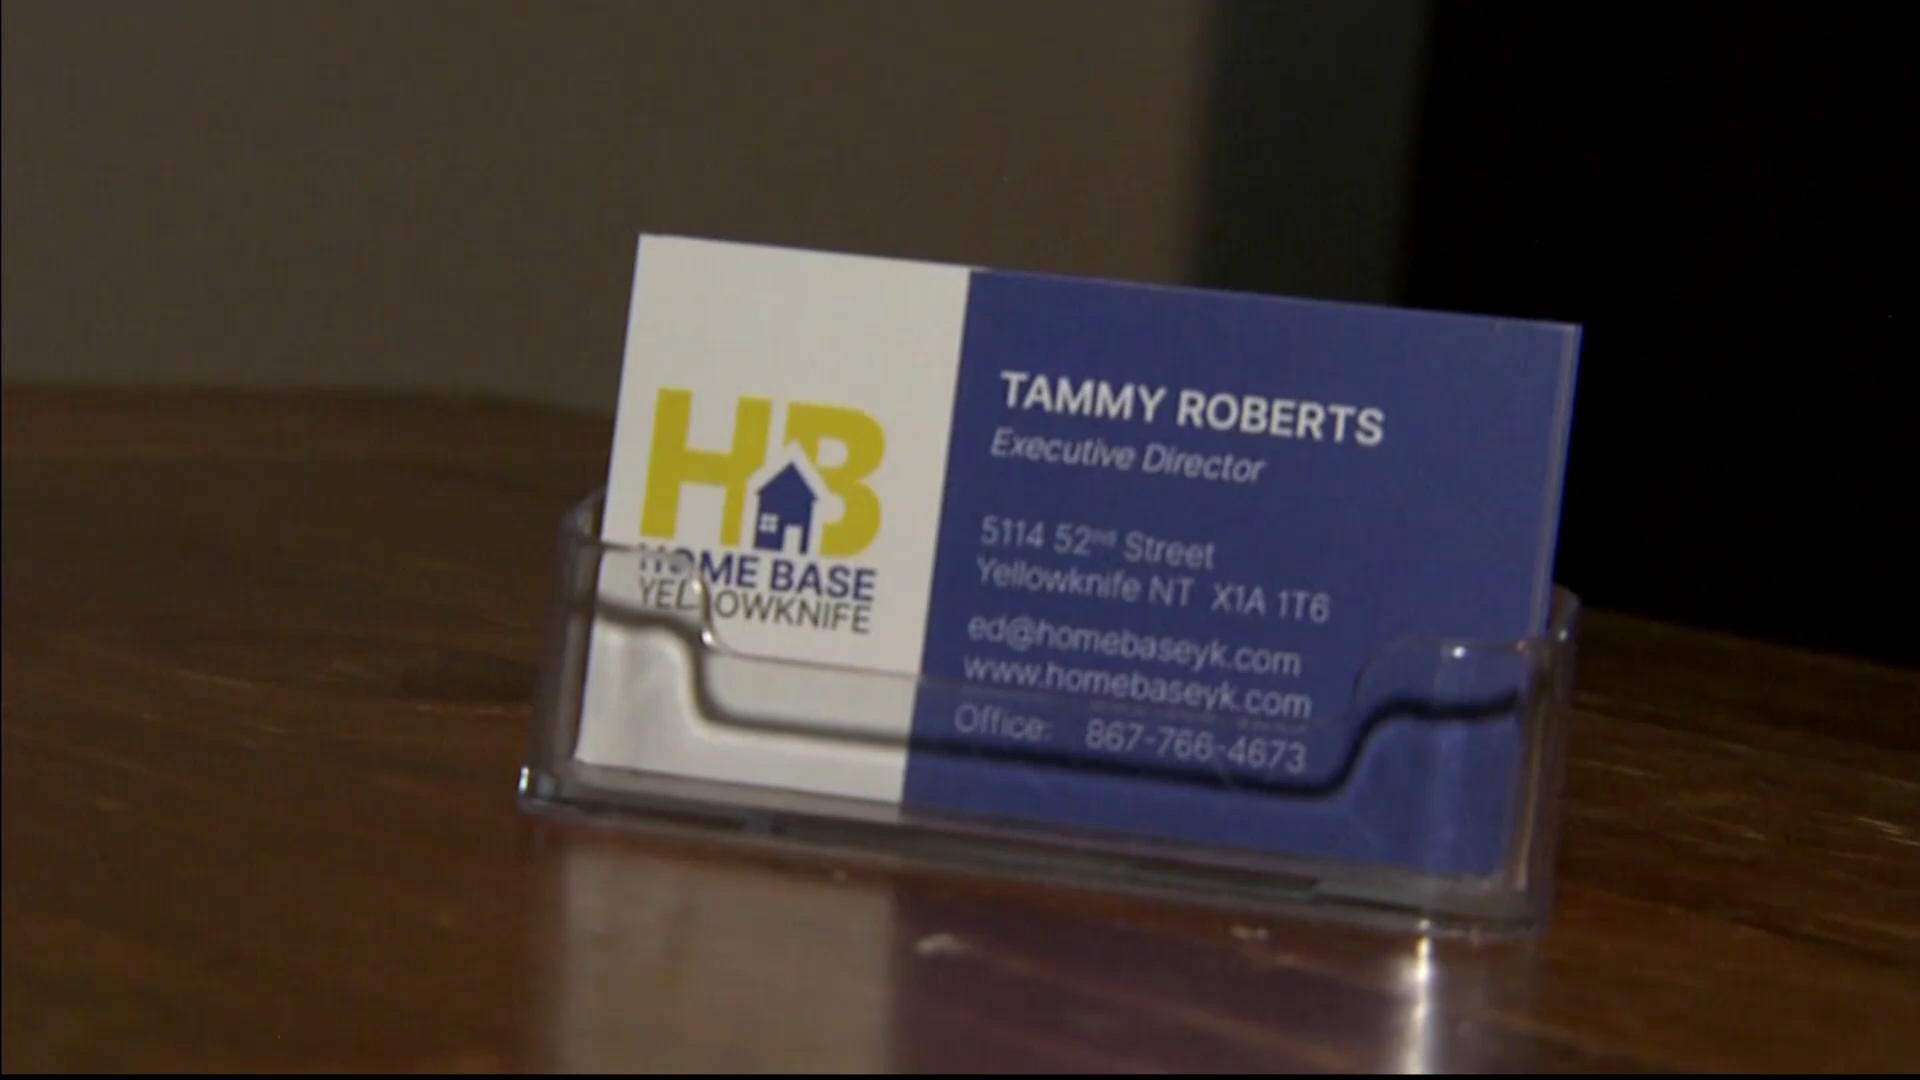 HB
HOME BASE
YELLOWKNIFE
TAMMY ROBERTS
Executive Director
5114 52nd Street
Yellowknife NT X1A 1T6
ed@homebaseyk.com
www.homebaseyk.com
Office: 867-766-4673